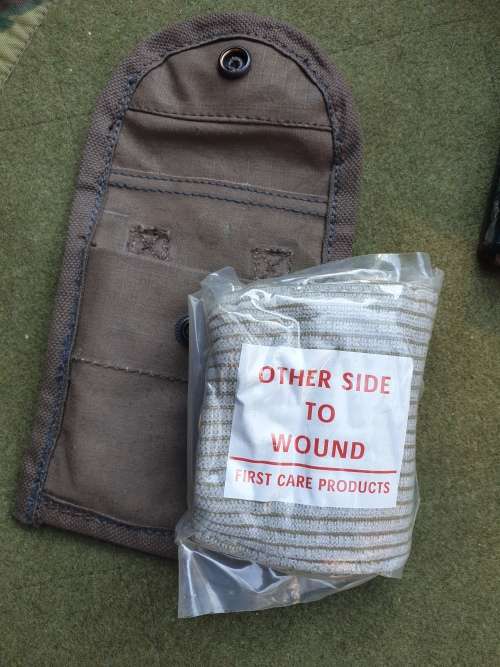 OTHER SIDE
TO
WOUND
FIRST CARE PRODUCTS